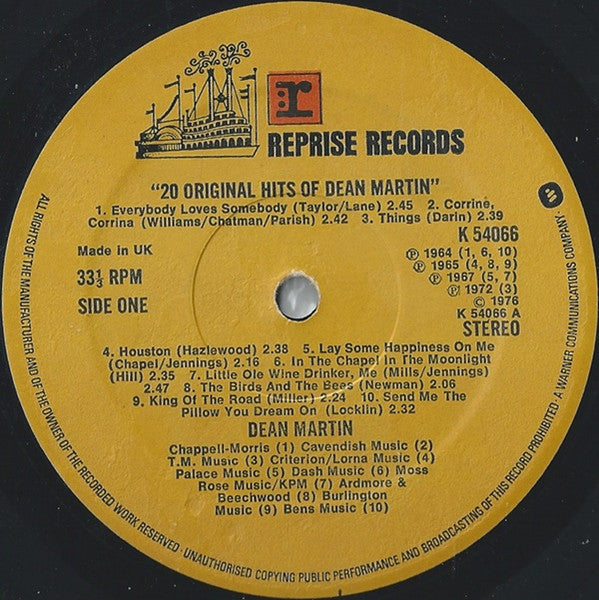 r
REPRISE RECORDS
"20 ORIGINAL HITS OF DEAN MARTIN"
1. Everybody Loves Somebody (Taylor/Lane) 2.45 2. Corrine,
Corrina (Williams/Chatman/Parish) 2.42 3. Things (Darin) 2.39
Made in UK
33⅓ RPM
SIDE ONE
K 54066
Ⓟ 1964 (1, 6, 10)
Ⓟ 1965 (4, 8, 9)
Ⓟ 1967 (5, 7)
Ⓟ 1972 (3)
© 1976
K 54066 A
STEREO
4. Houston (Hazlewood) 2.38 5. Lay Some Happiness On Me
(Chapel/Jennings) 2.16 6. In The Chapel In The Moonlight
(Hill) 2.35 7. Little Ole Wine Drinker, Me (Mills/Jennings)
2.47 8. The Birds And The Bees (Newman) 2.06
9. King Of The Road (Miller) 2.24 10. Send Me The
Pillow You Dream On (Locklin) 2.32
DEAN MARTIN
Chappell-Morris (1) Cavendish Music (2)
T.M. Music (3) Criterion/Lorna Music (4)
Palace Music (5) Dash Music (6) Moss
Rose Music/KPM (7) Ardmore &
Beechwood (8) Burlington
Music (9) Bens Music (10)
ALL RIGHTS OF THE MANUFACTURER AND OF THE OWNER OF THE RECORDED WORK RESERVED · UNAUTHORISED COPYING PUBLIC PERFORMANCE AND BROADCASTING OF THIS RECORD PROHIBITED · A WARNER COMMUNICATIONS COMPANY ·